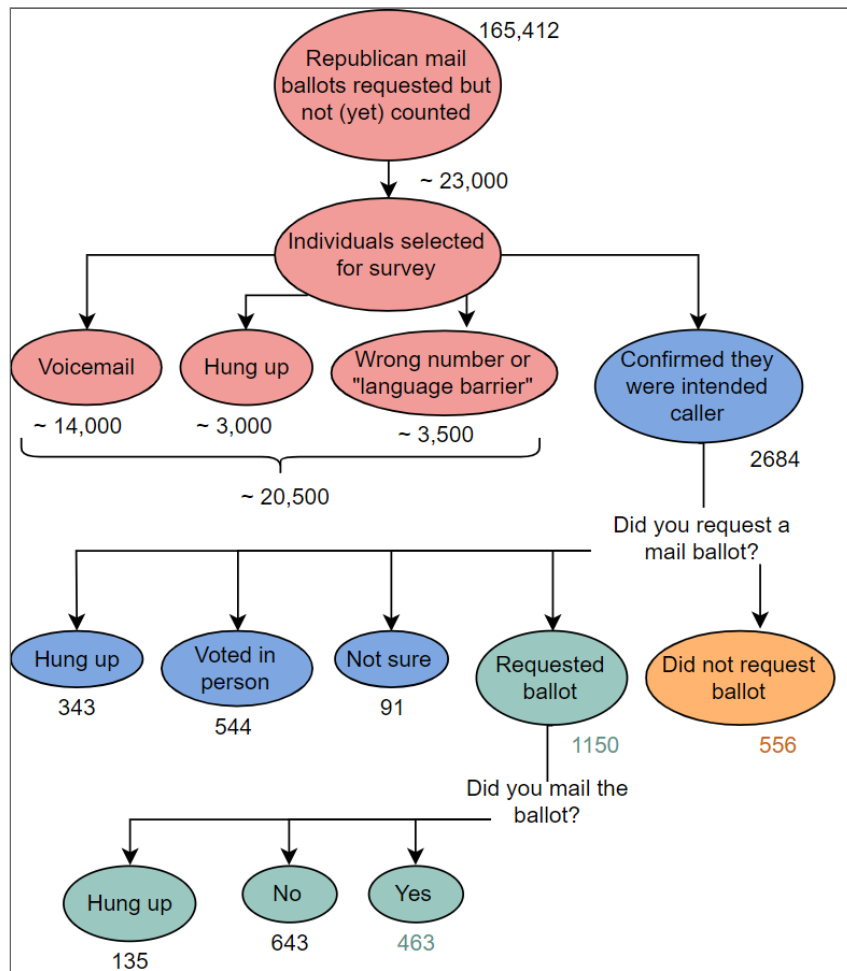 165,412
Republican mail
ballots requested but
not (yet) counted
~ 23,000
Individuals selected
for survey
Voicemail
Hung up
Wrong number or
"language barrier"
Confirmed they
were intended
caller
~ 14,000
~ 3,000
~ 3,500
2684
~ 20,500
Did you request a
mail ballot?
Hung up
Voted in
person
Not sure
Requested
ballot
Did not request
ballot
343
544
91
1150
556
Did you mail the
ballot?
Hung up
No
Yes
135
643
463